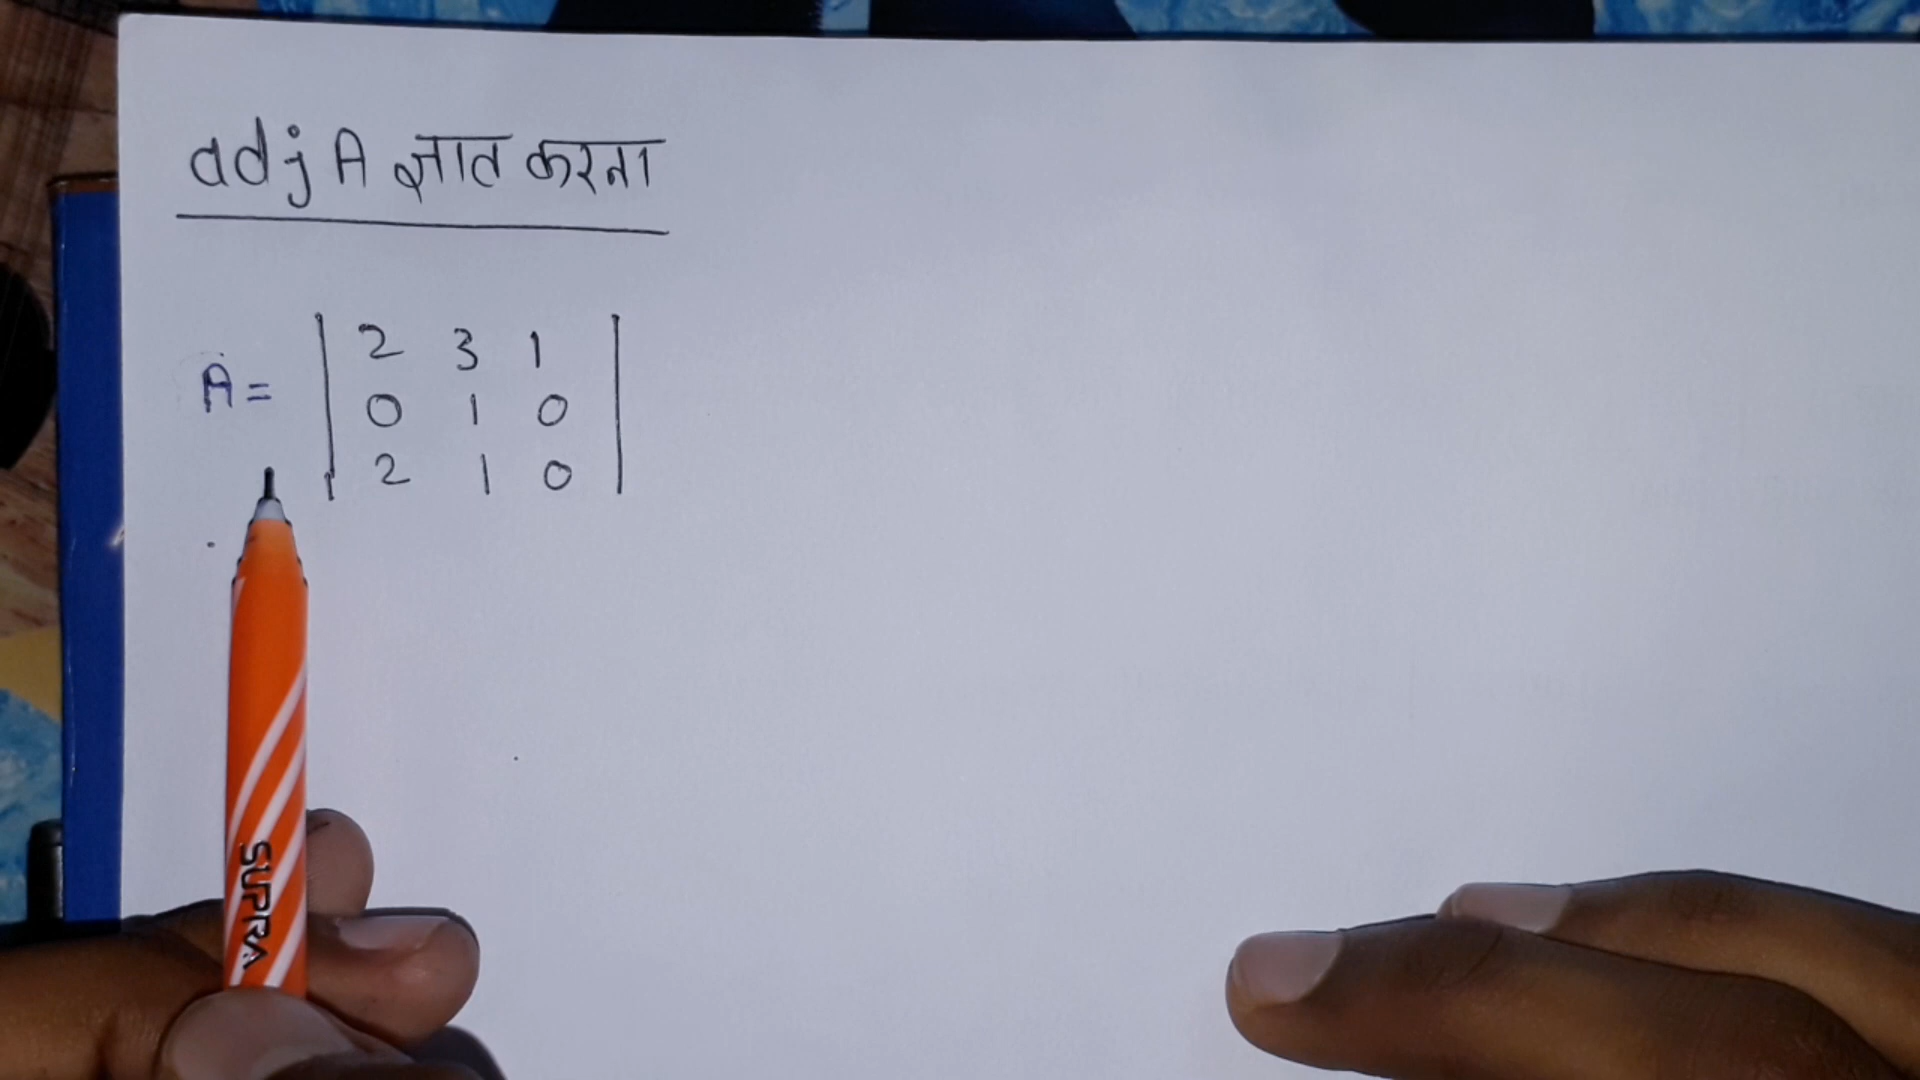 adj A ज्ञात करना
A = | 2 3 1 |
| 0 1 0 |
| 2 1 0 |
SUPRA